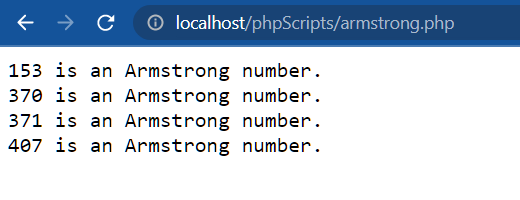 localhost/phpScripts/armstrong.php
153 is an Armstrong number.
370 is an Armstrong number.
371 is an Armstrong number.
407 is an Armstrong number.